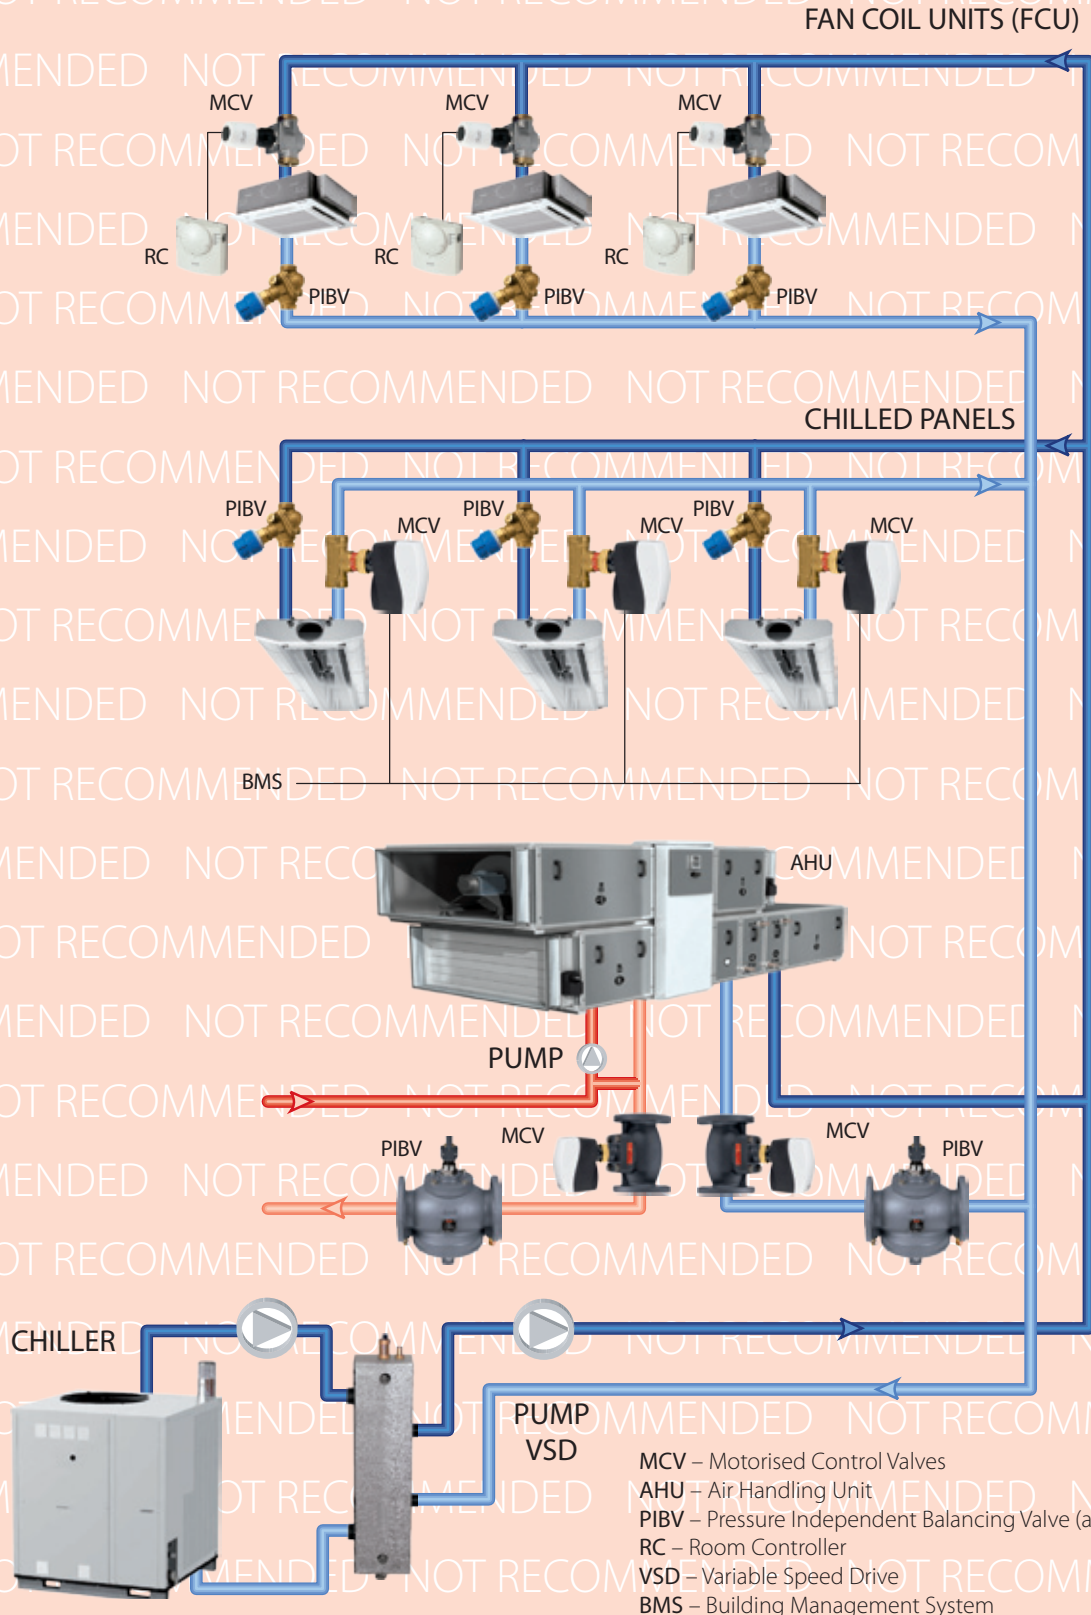 FAN COIL UNITS (FCU)
MCV MCV MCV
RC RC RC
PIBV PIBV PIBV
CHILLED PANELS
PIBV PIBV PIBV
MCV MCV MCV
BMS
AHU
PUMP
MCV MCV
PIBV PIBV
CHILLER
PUMP
VSD
MCV – Motorised Control Valves
AHU – Air Handling Unit
PIBV – Pressure Independent Balancing Valve (a
RC – Room Controller
VSD – Variable Speed Drive
BMS – Building Management System
NOT RECOMMENDED